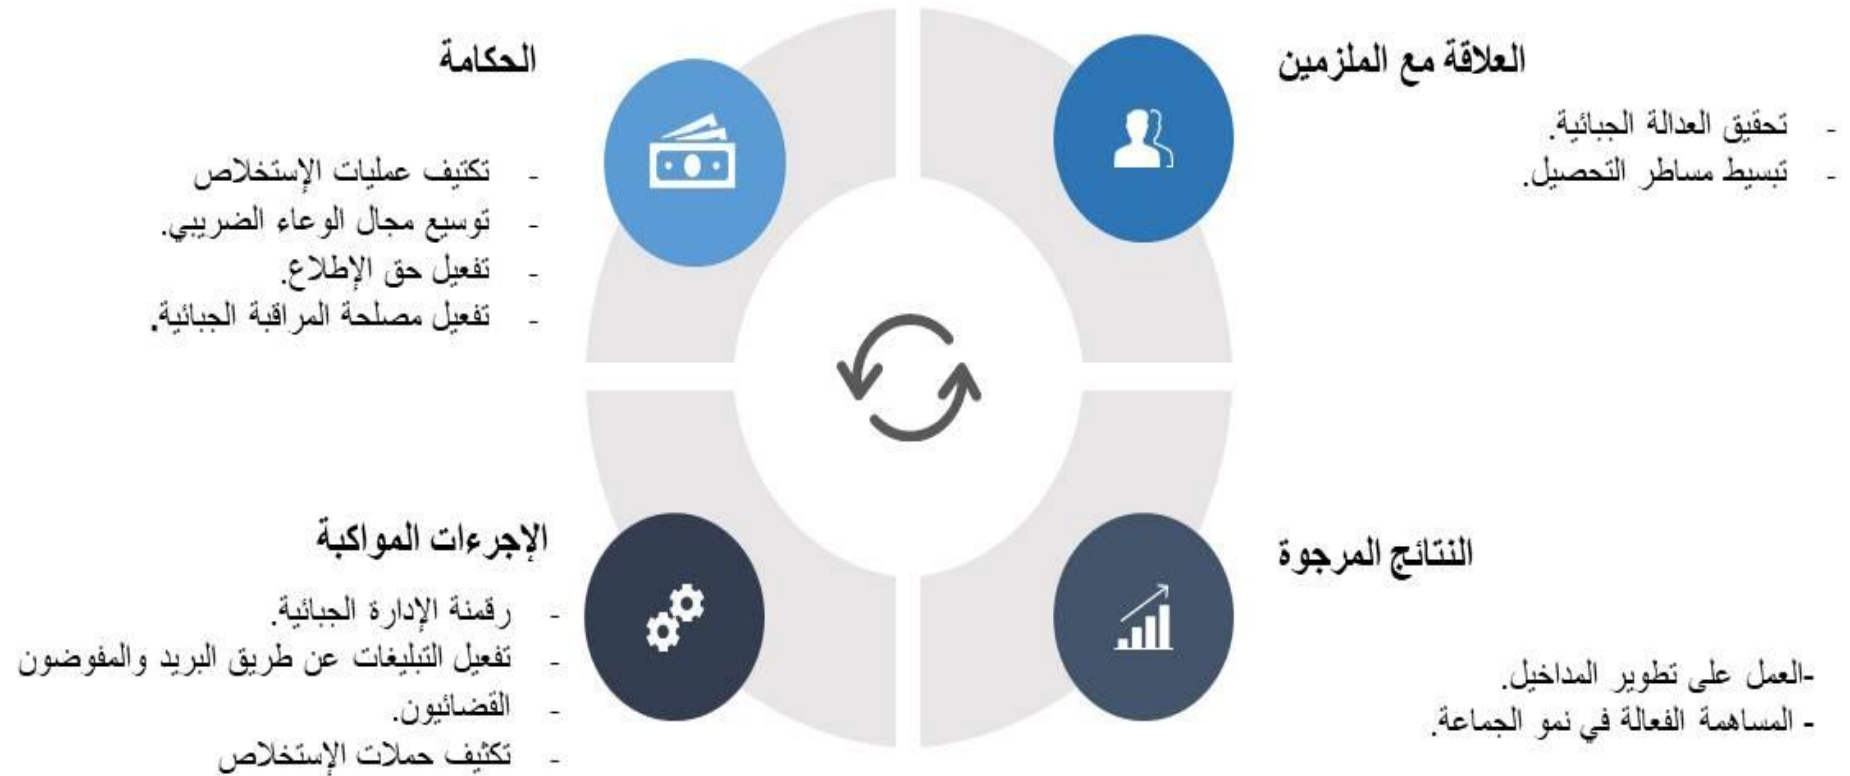 العلاقة مع الملزمين
- تحقيق العدالة الجبائية.
- تبسيط مساطر التحصيل.
الحكامة
- تكثيف عمليات الإستخلاص
- توسيع مجال الوعاء الضريبي.
- تفعيل حق الإطلاع.
- تفعيل مصلحة المراقبة الجبائية.
النتائج المرجوة
-العمل على تطوير المداخيل.
- المساهمة الفعالة في نمو الجماعة.
الإجرءات المواكبة
- رقمنة الإدارة الجبائية.
- تفعيل التبليغات عن طريق البريد والمفوضون
- القضائيون.
- تكثيف حملات الإستخلاص